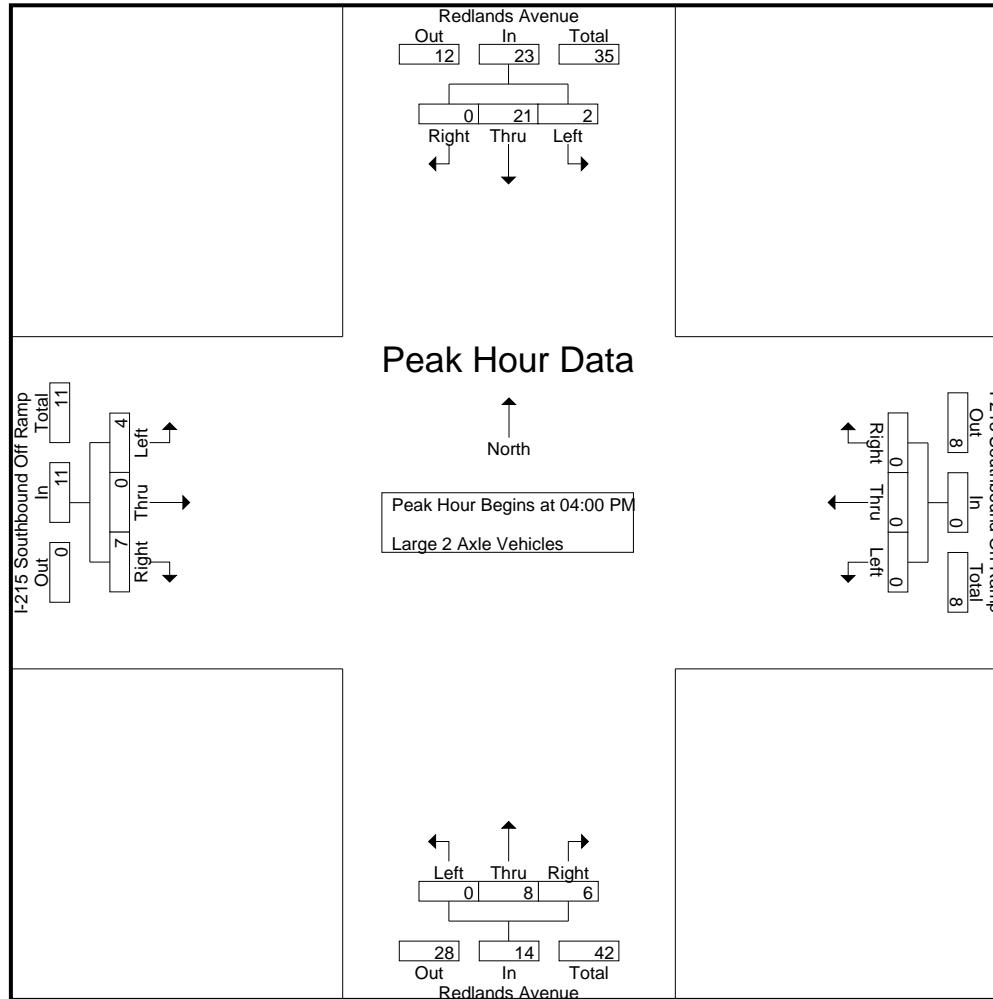 Redlands Avenue
Out In Total
12 23 35
0 21 2
Right Thru Left
Peak Hour Data
North
Peak Hour Begins at 04:00 PM
Large 2 Axle Vehicles
I-215 Southbound Off Ramp
Out In Total
0 11 11
7 0 4
Right Thru Left
Out In Total
8 0 8
Right Thru Left
0 0 0
Left Thru Right
0 8 6
28 14 42
Out In Total
Redlands Avenue